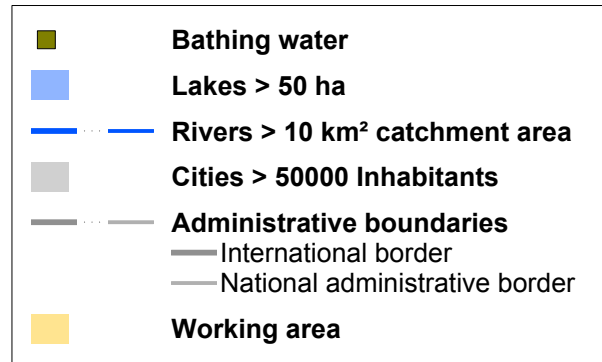 Bathing water
Lakes > 50 ha
Rivers > 10 km² catchment area
Cities > 50000 Inhabitants
Administrative boundaries
International border
National administrative border
Working area